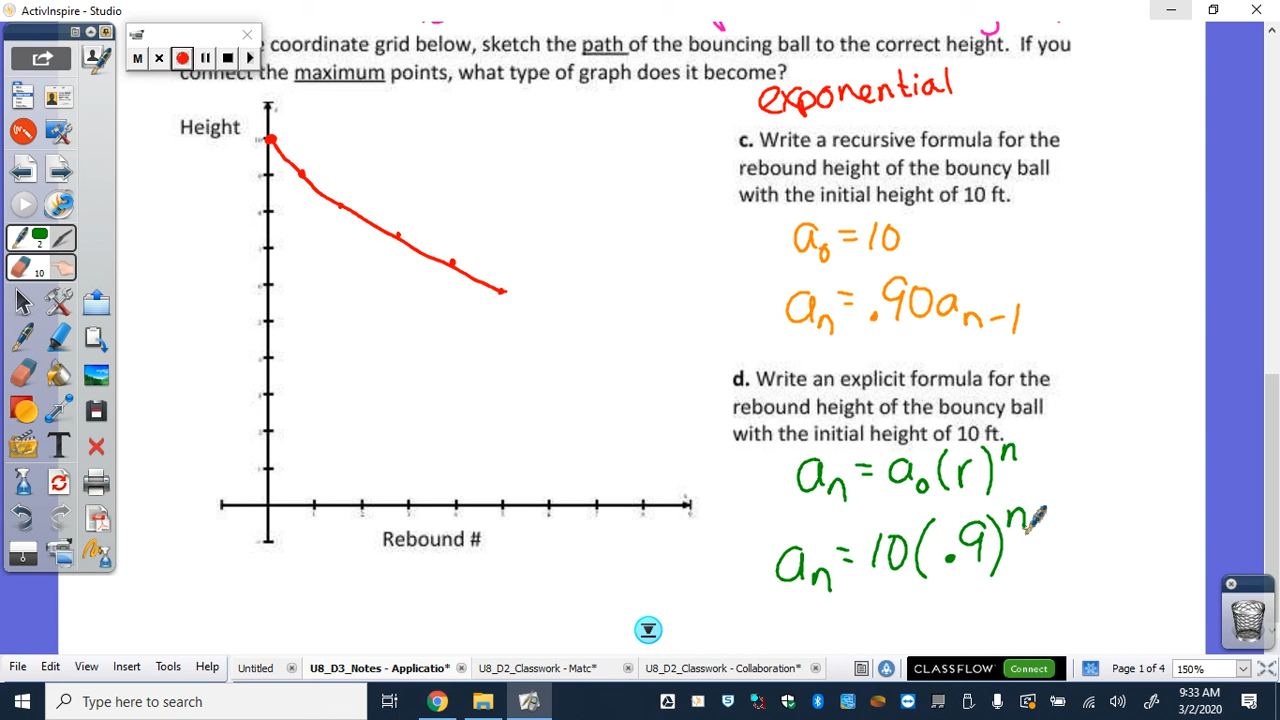 ActivInspire - Studio
M
e coordinate grid below, sketch the path of the bouncing ball to the correct height. If you
connect the maximum points, what type of graph does it become?
exponential
Height
10
c. Write a recursive formula for the
rebound height of the bouncy ball
with the initial height of 10 ft.
a₀ = 10
aₙ = .90aₙ₋₁
d. Write an explicit formula for the
rebound height of the bouncy ball
with the initial height of 10 ft.
aₙ = a₀(r)ⁿ
aₙ = 10(.9)ⁿ
Rebound #
2
10
File Edit View Insert Tools Help
Untitled
U8_D3_Notes - Applicatio*
U8_D2_Classwork - Matc*
U8_D2_Classwork - Collaboration*
CLASSFLOW Connect
Page 1 of 4
150%
Type here to search
9:33 AM
3/2/2020